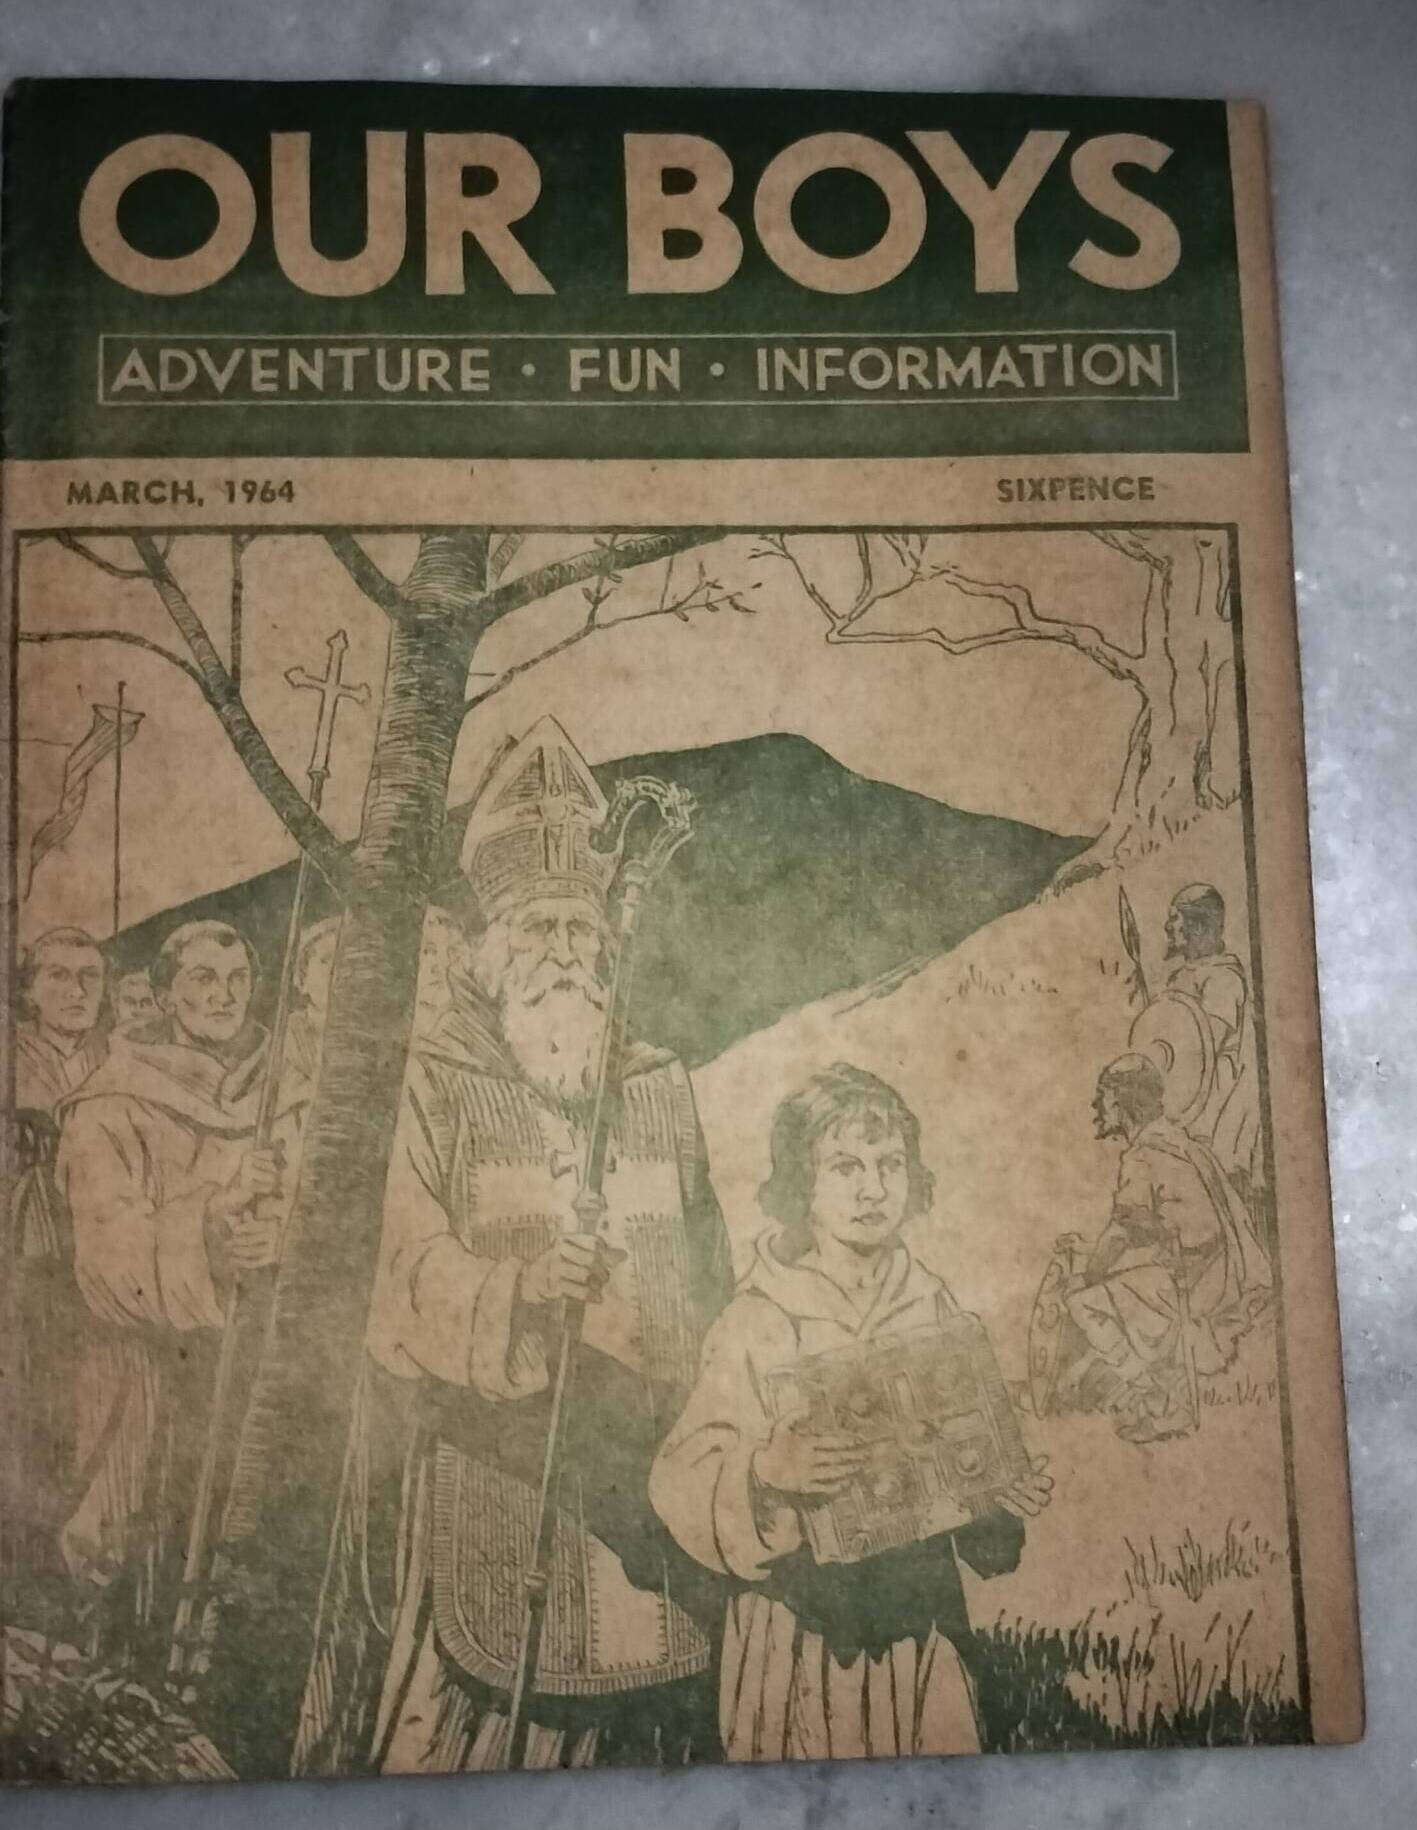 OUR BOYS
ADVENTURE · FUN · INFORMATION
MARCH, 1964
SIXPENCE